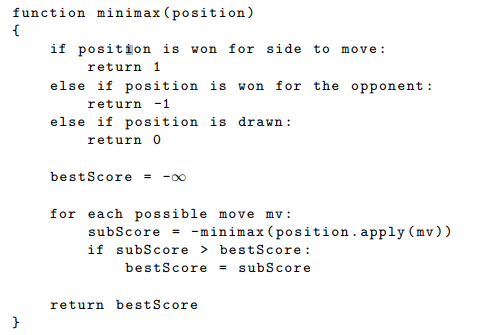 function minimax(position)
{
    if position is won for side to move:
        return 1
    else if position is won for the opponent:
        return -1
    else if position is drawn:
        return 0

    bestScore = -∞

    for each possible move mv:
        subScore = -minimax(position.apply(mv))
        if subScore > bestScore:
            bestScore = subScore

    return bestScore
}